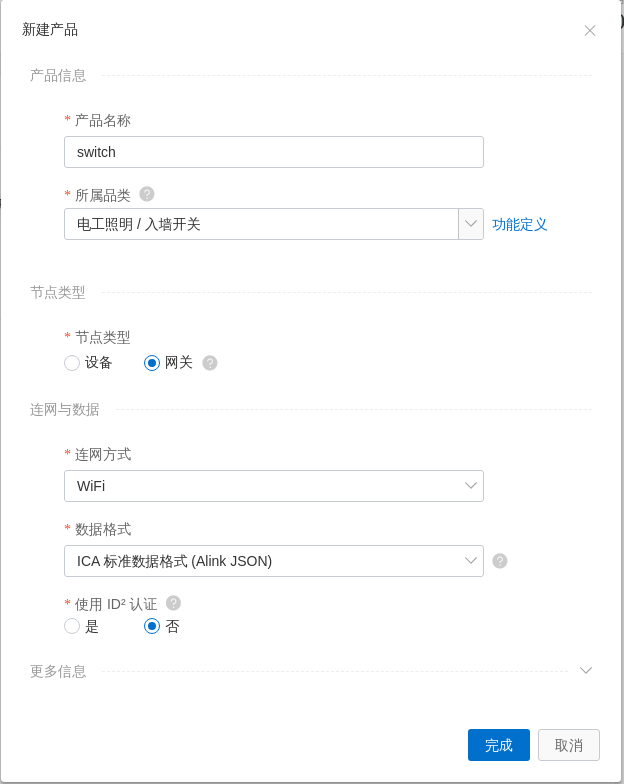 新建产品
产品信息
* 产品名称
switch
* 所属品类 ?
电工照明 / 入墙开关
功能定义
节点类型
* 节点类型
设备 网关 ?
连网与数据
* 连网方式
WiFi
* 数据格式
ICA 标准数据格式 (Alink JSON) ?
* 使用 ID² 认证 ?
是 否
更多信息
完成 取消